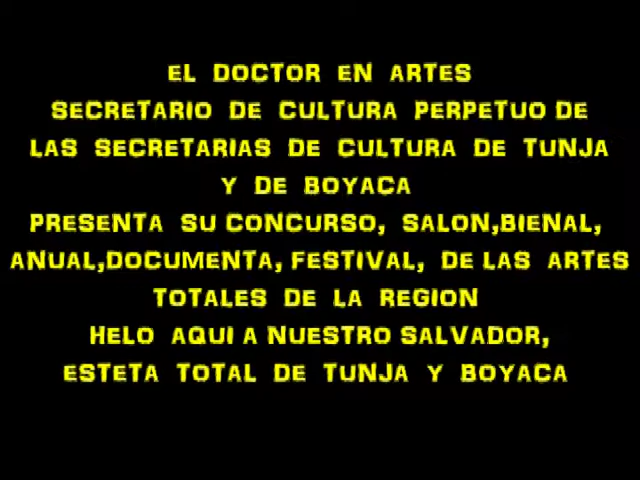 EL DOCTOR EN ARTES
SECRETARIO DE CULTURA PERPETUO DE
LAS SECRETARIAS DE CULTURA DE TUNJA
Y DE BOYACA
PRESENTA SU CONCURSO, SALON,BIENAL,
ANUAL,DOCUMENTA, FESTIVAL, DE LAS ARTES
TOTALES DE LA REGION
HELO AQUI A NUESTRO SALVADOR,
ESTETA TOTAL DE TUNJA Y BOYACA